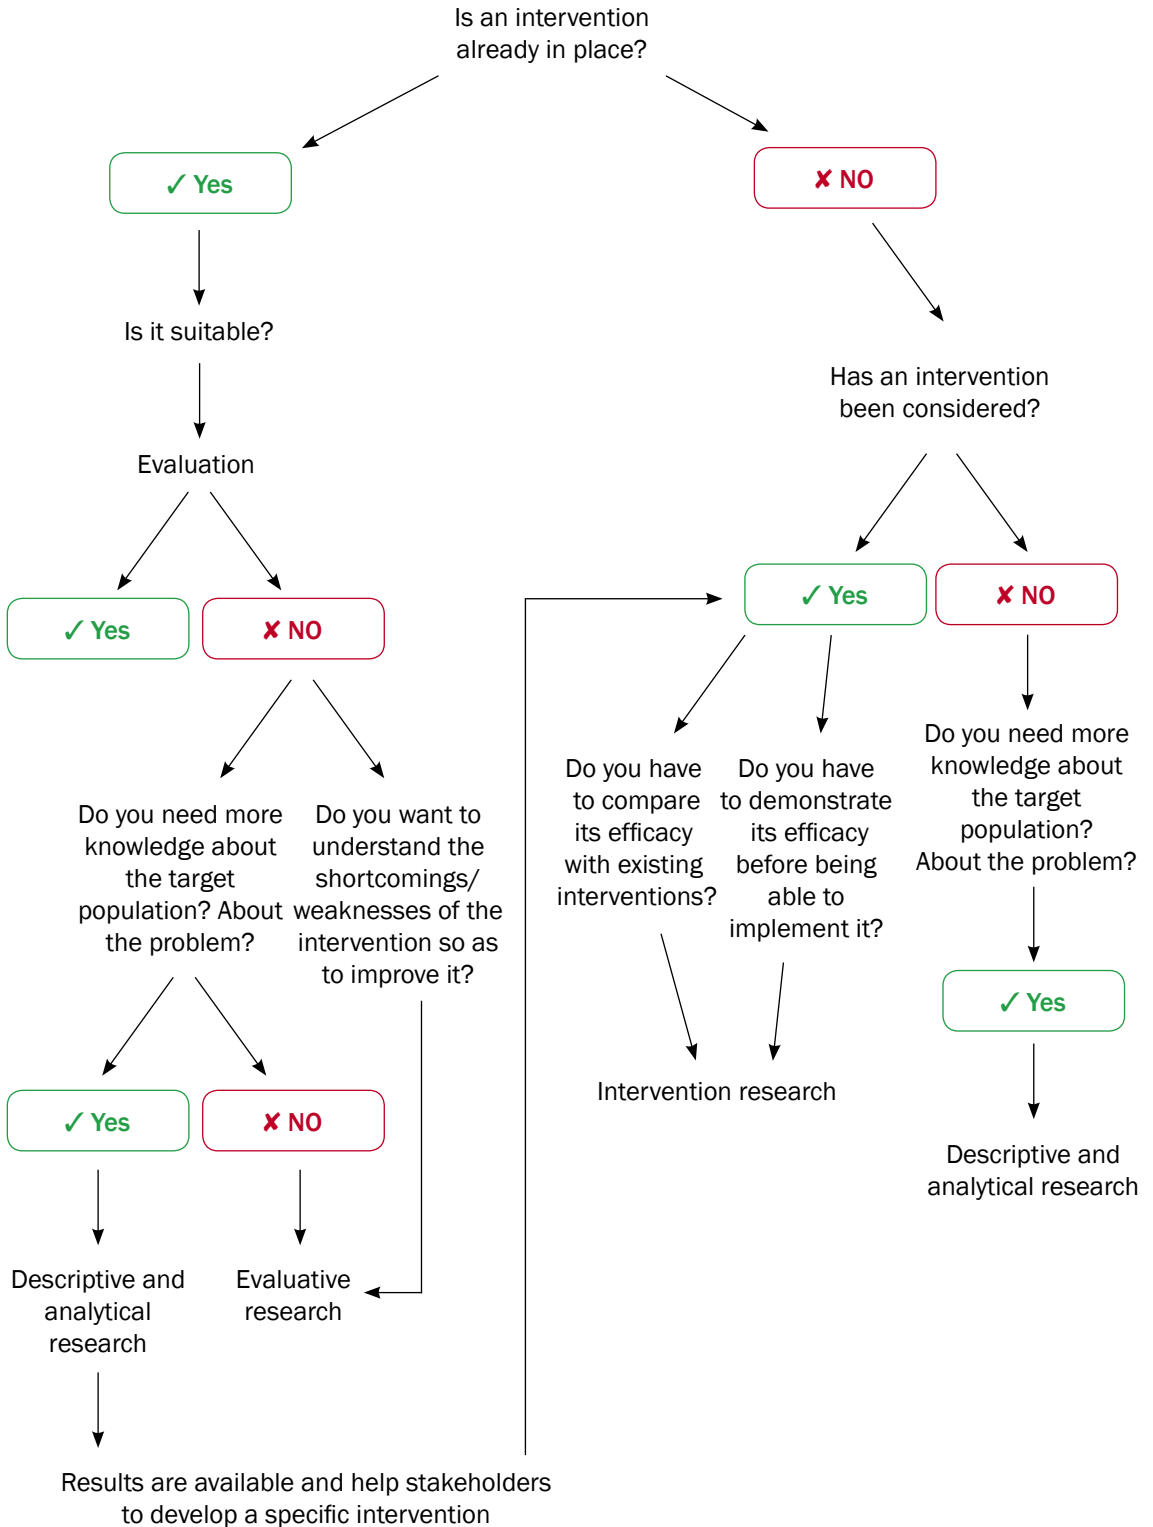 Is an intervention
already in place?
✓ Yes
✘ NO
Is it suitable?
Has an intervention
been considered?
Evaluation
✓ Yes
✘ NO
✓ Yes
✘ NO
Do you need more
knowledge about
the target
population? About
the problem?
Do you want to
understand the
shortcomings/
weaknesses of the
intervention so as
to improve it?
Do you have
to compare
its efficacy
with existing
interventions?
Do you have
to demonstrate
its efficacy
before being
able to
implement it?
Do you need more
knowledge about
the target
population?
About the problem?
✓ Yes
✓ Yes
✘ NO
Intervention research
Descriptive and
analytical research
Descriptive and
analytical
research
Evaluative
research
Results are available and help stakeholders
to develop a specific intervention